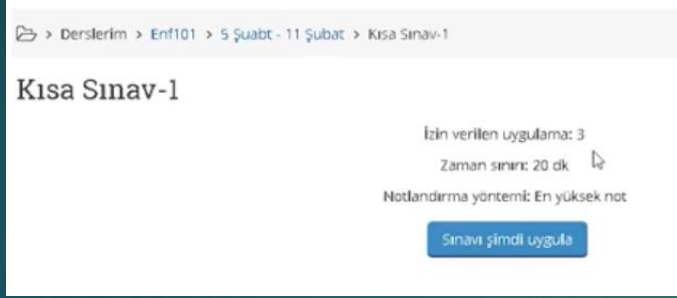 > Derslerim > Enf101 > 5 Şuabt - 11 Şubat > Kısa Sınav-1
Kısa Sınav-1
İzin verilen uygulama: 3
Zaman sınırı: 20 dk
Notlandırma yöntemi: En yüksek not
Sınavı şimdi uygula